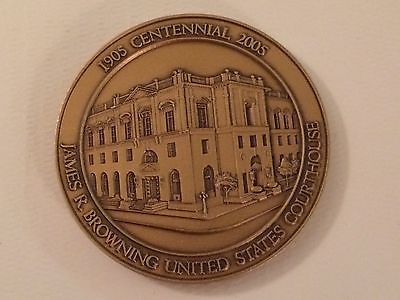 1905 CENTENNIAL 2005
JAMES R. BROWNING UNITED STATES COURTHOUSE